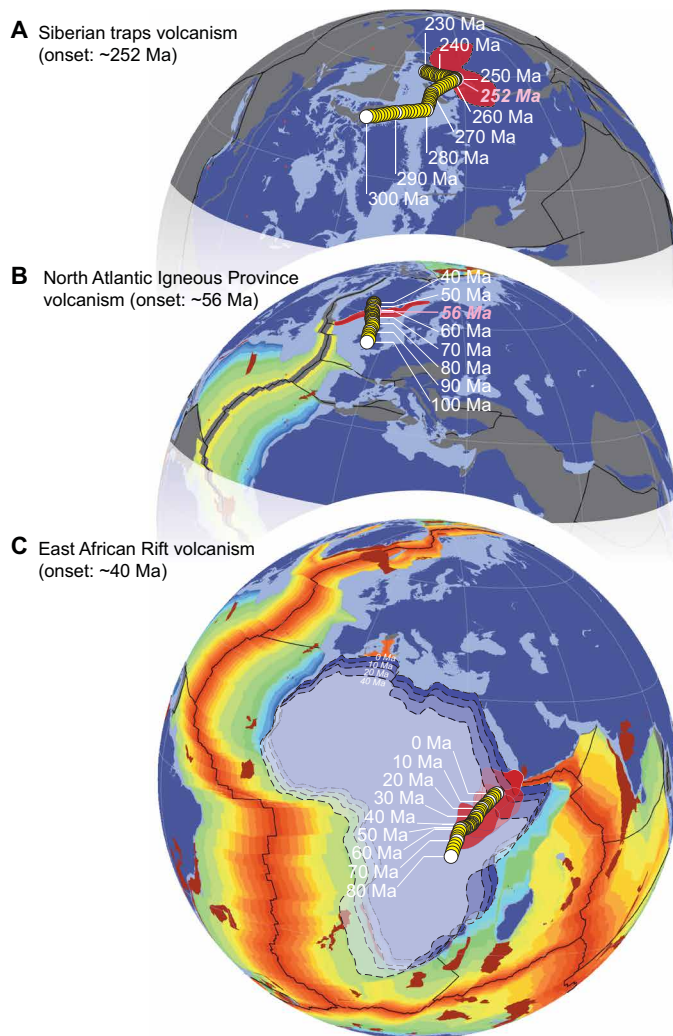 A Siberian traps volcanism
(onset: ~252 Ma)
230 Ma
240 Ma
250 Ma
252 Ma
260 Ma
270 Ma
280 Ma
290 Ma
300 Ma
B North Atlantic Igneous Province
volcanism (onset: ~56 Ma)
40 Ma
50 Ma
56 Ma
60 Ma
70 Ma
80 Ma
90 Ma
100 Ma
C East African Rift volcanism
(onset: ~40 Ma)
0 Ma
10 Ma
20 Ma
40 Ma
0 Ma
10 Ma
20 Ma
30 Ma
40 Ma
50 Ma
60 Ma
70 Ma
80 Ma